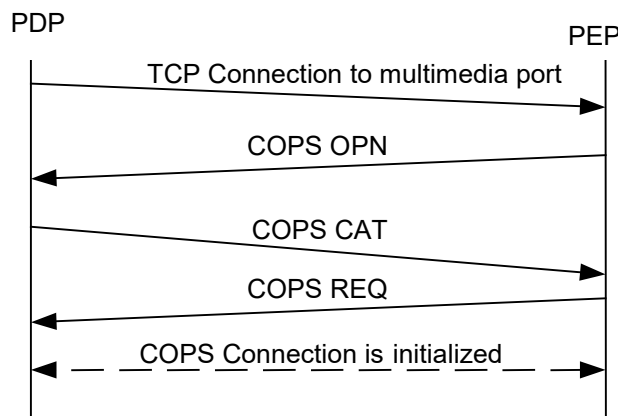 PDP
PEP
TCP Connection to multimedia port
COPS OPN
COPS CAT
COPS REQ
COPS Connection is initialized